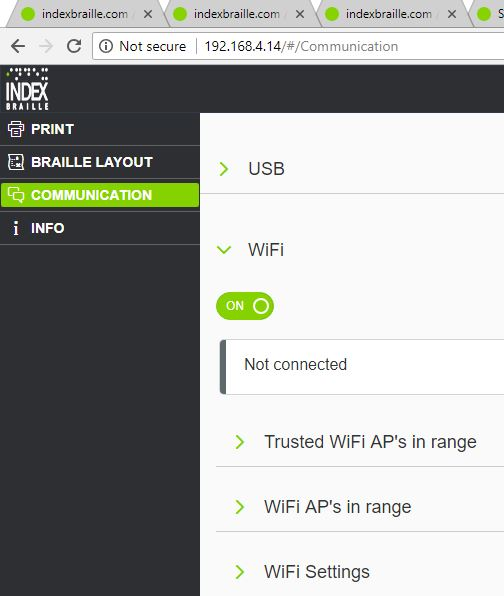 indexbraille.com / indexbraille.com / indexbraille.com / S
Not secure 192.168.4.14/#/Communication
INDEX
BRAILLE
PRINT
BRAILLE LAYOUT
COMMUNICATION
INFO
USB
WiFi
ON
Not connected
Trusted WiFi AP's in range
WiFi AP's in range
WiFi Settings